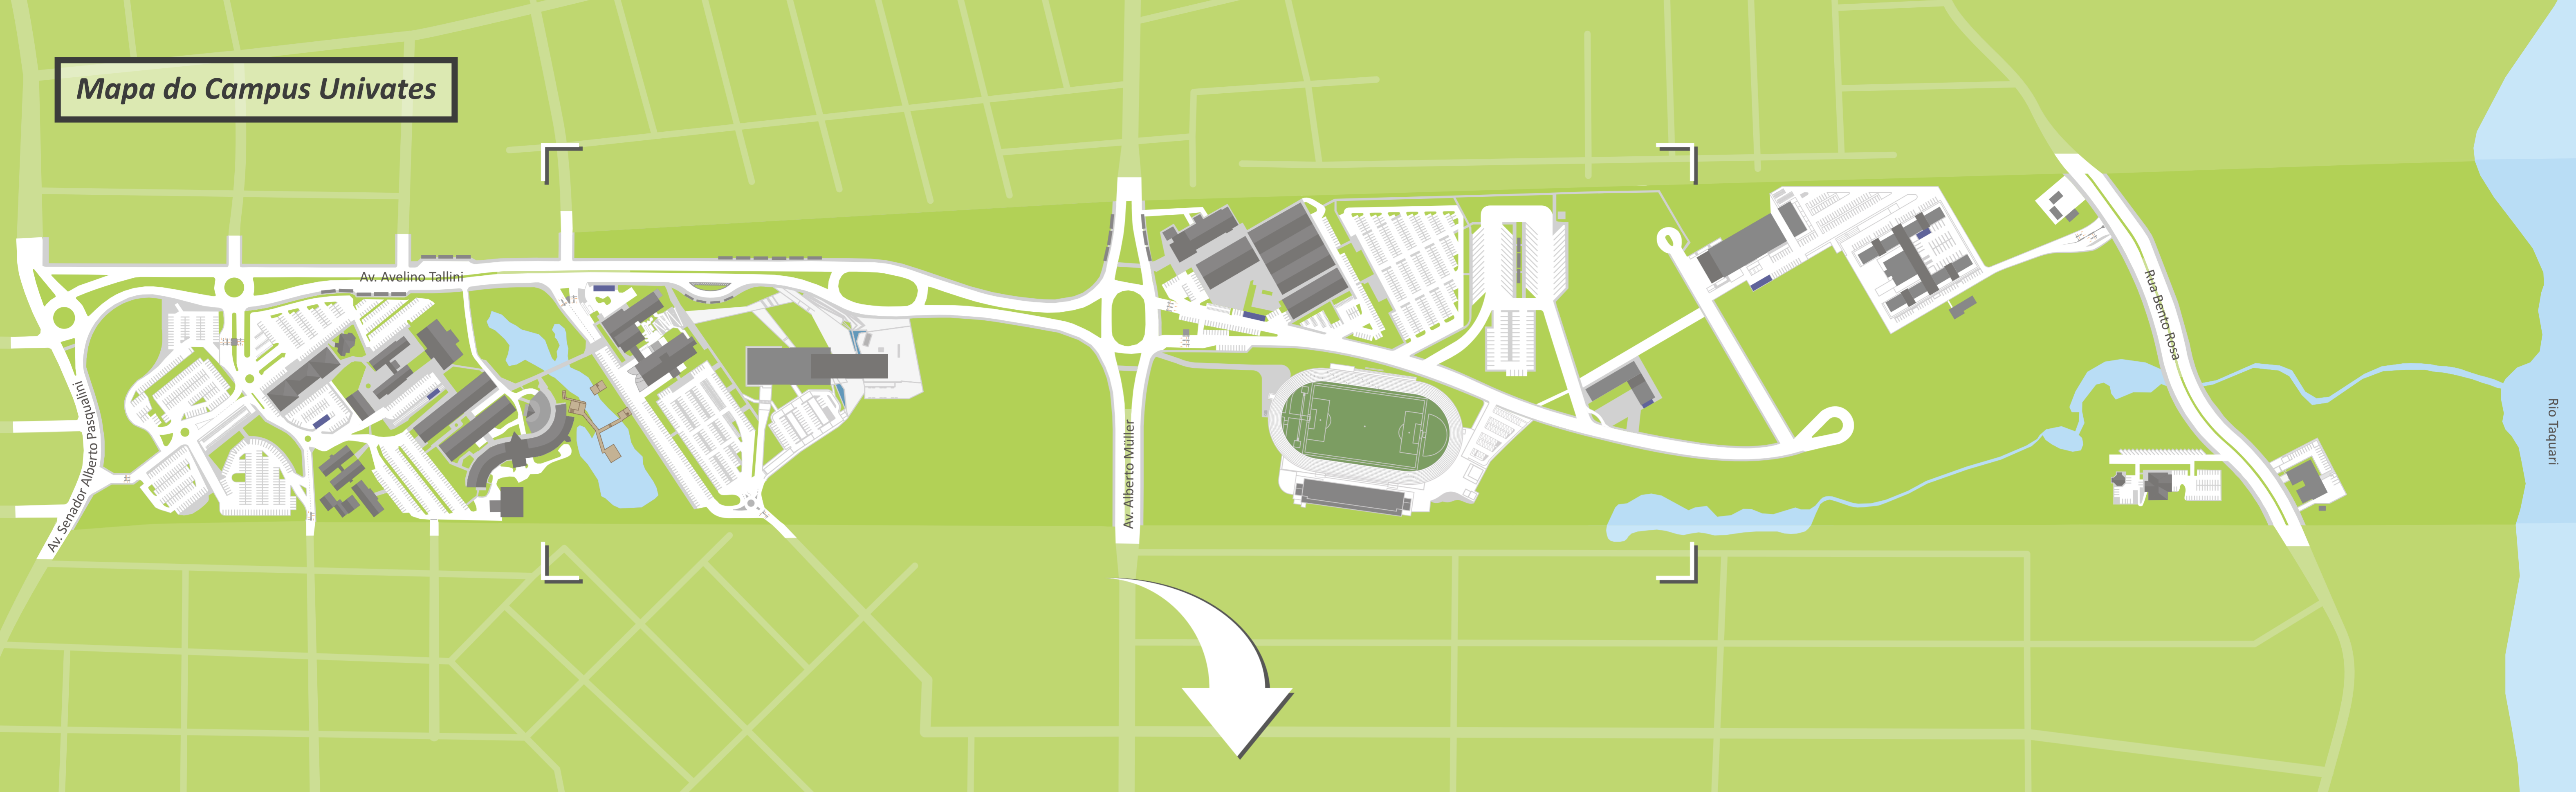 Mapa do Campus Univates
Av. Avelino Tallini
Av. Senador Alberto Pasqualini
Av. Alberto Müller
Rua Bento Rosa
Rio Taquari